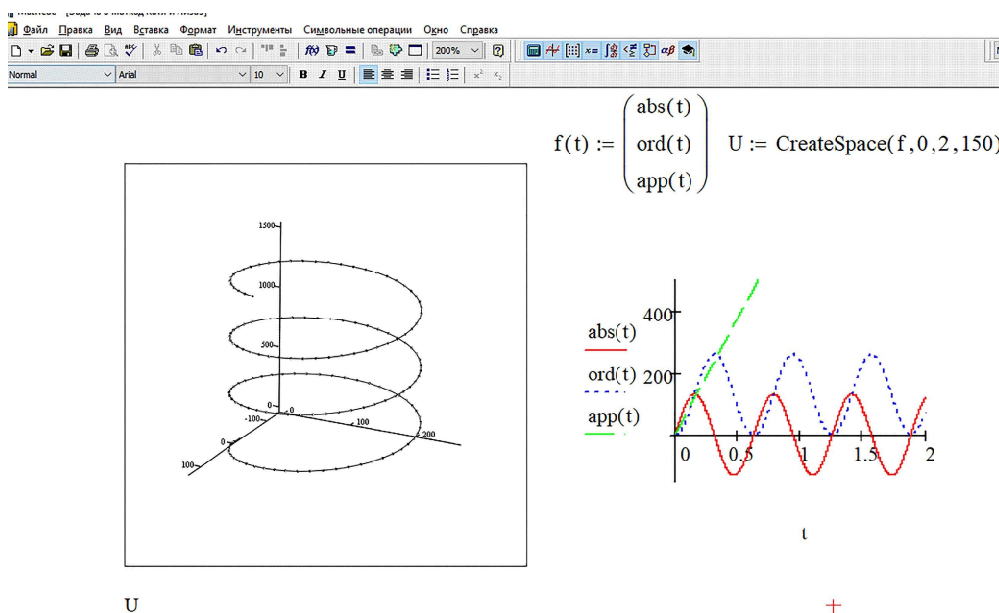 Файл Правка Вид Вставка Формат Инструменты Символьные операции Окно Справка
200%
Normal Arial 10 B I U
f(t) := ( abs(t) ord(t) app(t) ) U := CreateSpace(f,0,2,150)
1500
1000
500
0
0
-100
100
0
200
100
400
abs(t)
200
ord(t)
app(t)
0 0.5 1 1.5 2
t
U